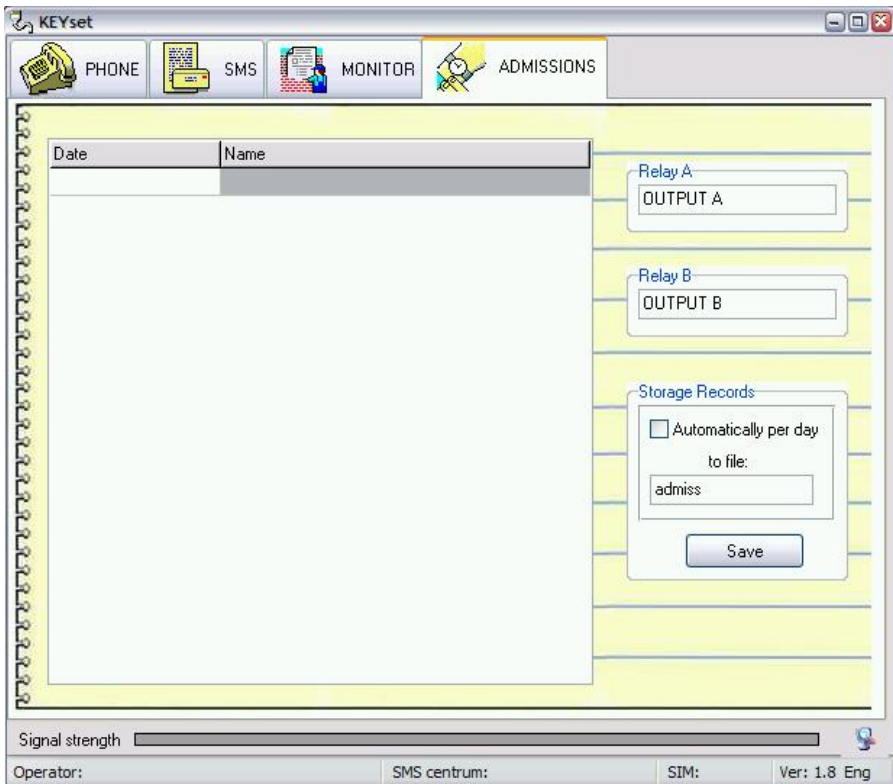 KEYset
PHONE SMS MONITOR ADMISSIONS
Date Name
Relay A
OUTPUT A
Relay B
OUTPUT B
Storage Records
Automatically per day
to file:
admiss
Save
Signal strength
Operator: SMS centrum: SIM: Ver: 1.8 Eng